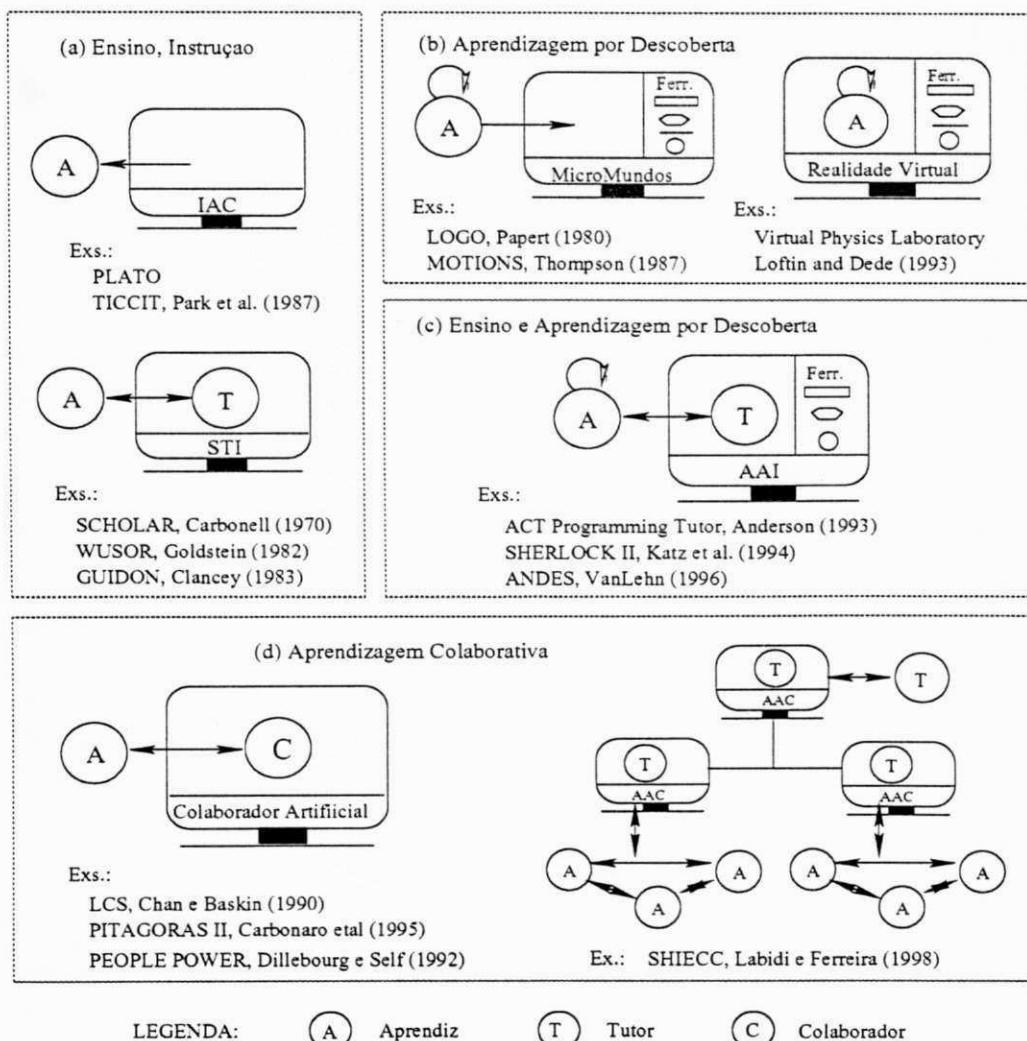 (a) Ensino, Instruçao
A
IAC
Exs.:
PLATO
TICCIT, Park et al. (1987)
A
T
STI
Exs.:
SCHOLAR, Carbonell (1970)
WUSOR, Goldstein (1982)
GUIDON, Clancey (1983)
(b) Aprendizagem por Descoberta
A
Ferr.
MicroMundos
Exs.:
LOGO, Papert (1980)
MOTIONS, Thompson (1987)
A
Ferr.
Realidade Virtual
Exs.:
Virtual Physics Laboratory
Loftin and Dede (1993)
(c) Ensino e Aprendizagem por Descoberta
A
T
Ferr.
AAI
Exs.:
ACT Programming Tutor, Anderson (1993)
SHERLOCK II, Katz et al. (1994)
ANDES, VanLehn (1996)
(d) Aprendizagem Colaborativa
A
C
Colaborador Artifiicial
Exs.:
LCS, Chan e Baskin (1990)
PITAGORAS II, Carbonaro etal (1995)
PEOPLE POWER, Dillebourg e Self (1992)
T
AAC
T
T
AAC
T
AAC
A
A
A
A
A
A
Ex.: SHIECC, Labidi e Ferreira (1998)
LEGENDA: A Aprendiz T Tutor C Colaborador